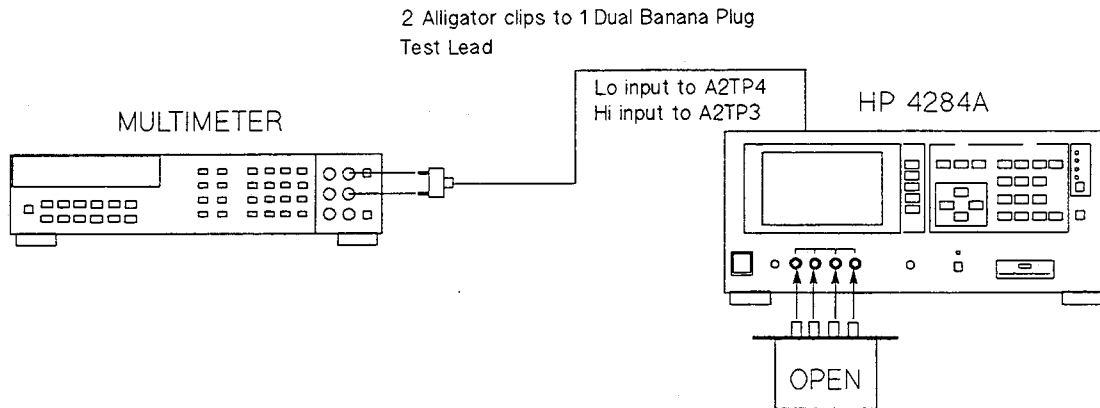 2 Alligator clips to 1 Dual Banana Plug
Test Lead
Lo input to A2TP4
Hi input to A2TP3
MULTIMETER
HP 4284A
OPEN